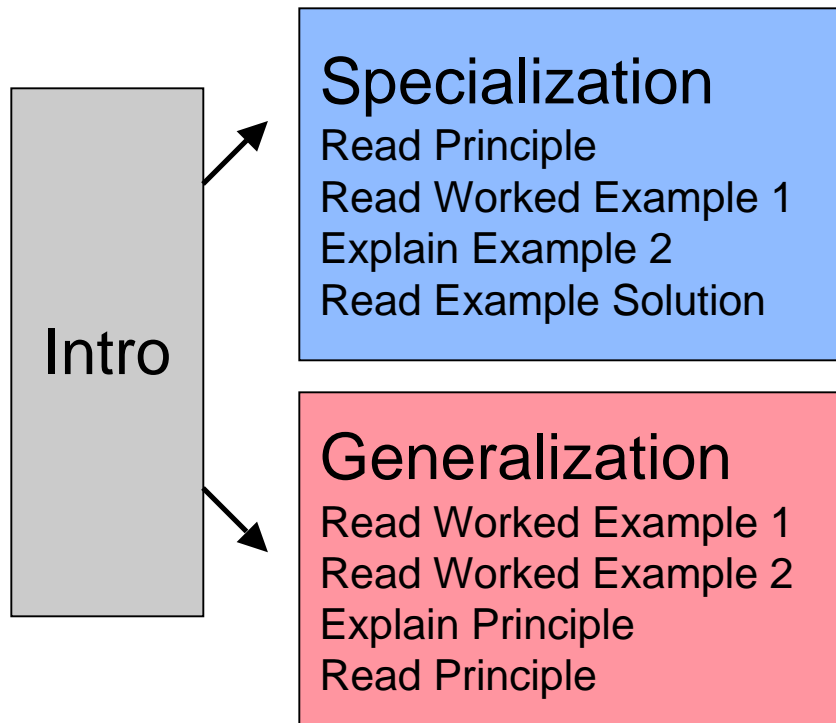 Intro
Specialization
Read Principle
Read Worked Example 1
Explain Example 2
Read Example Solution
Generalization
Read Worked Example 1
Read Worked Example 2
Explain Principle
Read Principle